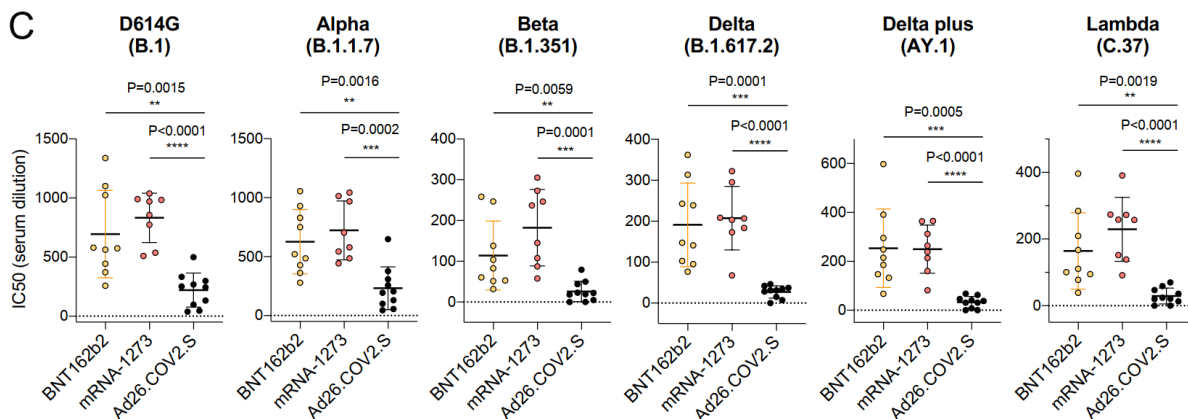 C
D614G
(B.1)
P=0.0015
**
P<0.0001
****
IC50 (serum dilution)
1500
1000
500
0
BNT162b2
mRNA-1273
Ad26.COV2.S
Alpha
(B.1.1.7)
P=0.0016
**
P=0.0002
***
1500
1000
500
0
BNT162b2
mRNA-1273
Ad26.COV2.S
Beta
(B.1.351)
P=0.0059
**
P=0.0001
***
400
300
200
100
0
BNT162b2
mRNA-1273
Ad26.COV2.S
Delta
(B.1.617.2)
P=0.0001
***
P<0.0001
****
400
300
200
100
0
BNT162b2
mRNA-1273
Ad26.COV2.S
Delta plus
(AY.1)
P=0.0005
***
P<0.0001
****
600
400
200
0
BNT162b2
mRNA-1273
Ad26.COV2.S
Lambda
(C.37)
P=0.0019
**
P<0.0001
****
400
200
0
BNT162b2
mRNA-1273
Ad26.COV2.S